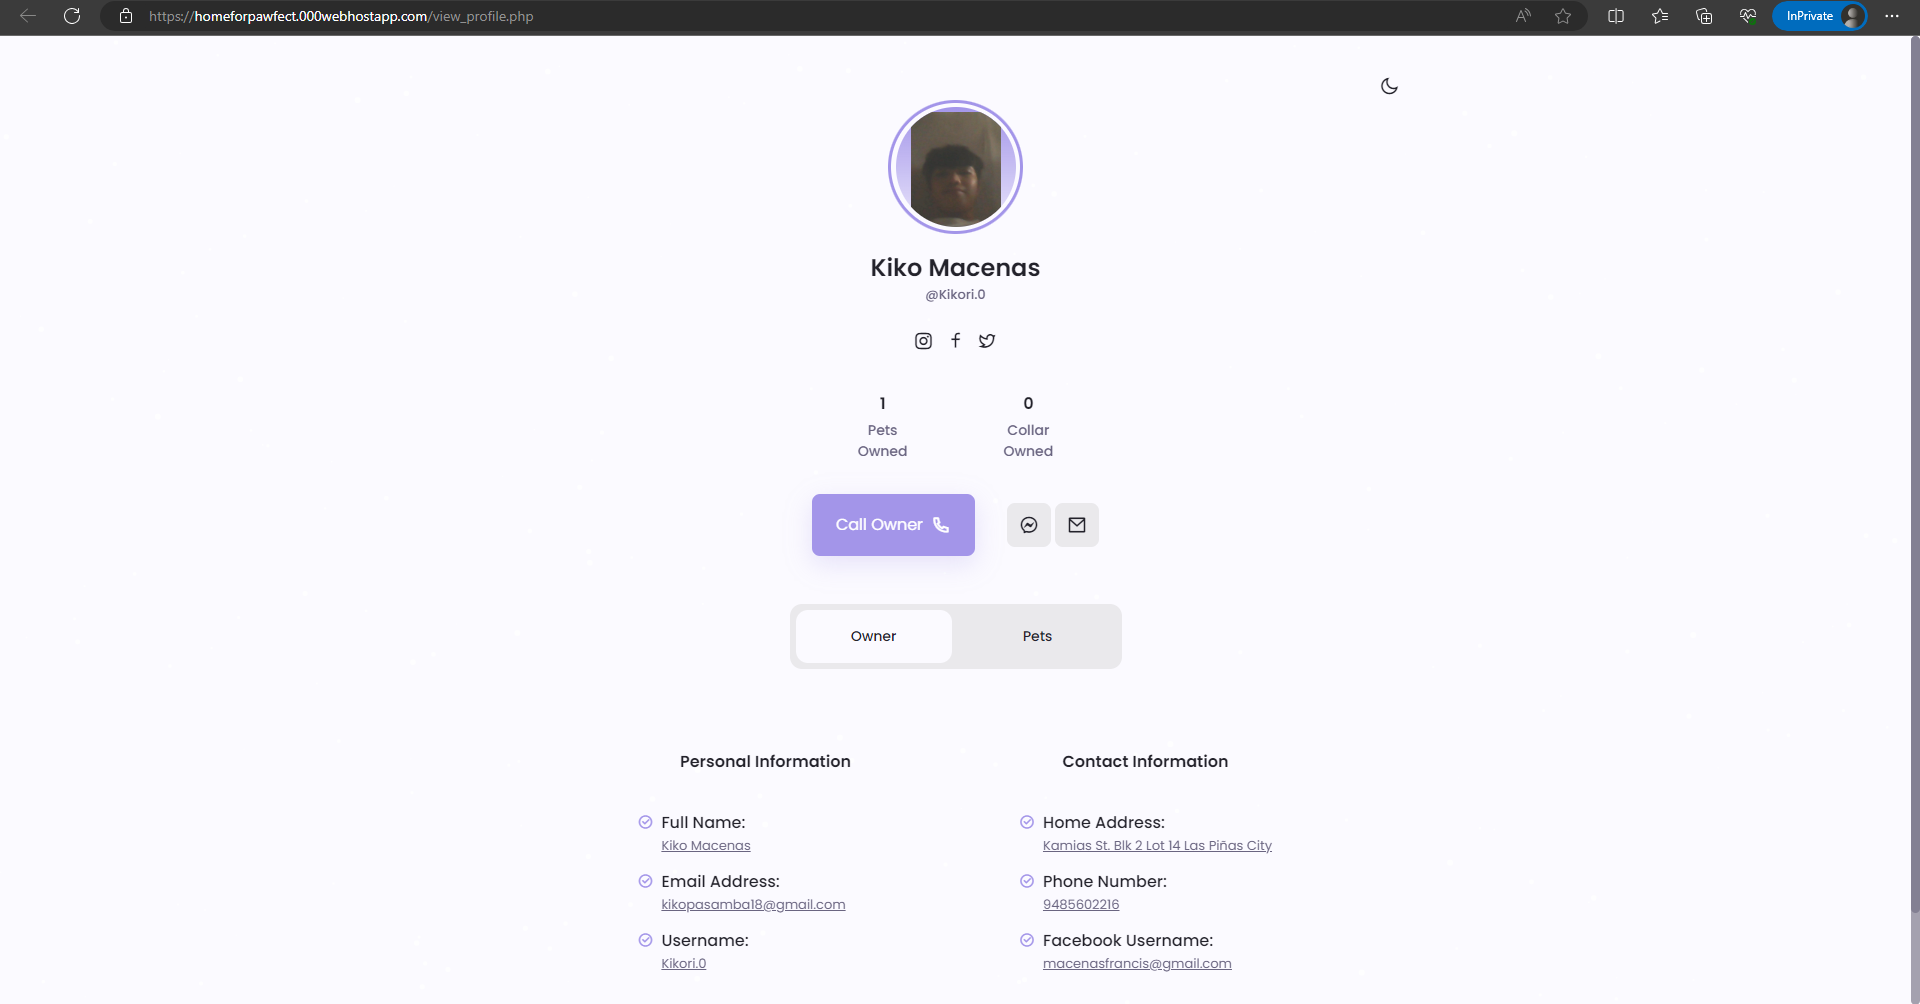 https://homeforpawfect.000webhostapp.com/view_profile.php
InPrivate
Kiko Macenas
@Kikori.0
1
Pets
Owned
0
Collar
Owned
Call Owner
Owner
Pets
Personal Information
Full Name:
Kiko Macenas
Email Address:
kikopasamba18@gmail.com
Username:
Kikori.0
Contact Information
Home Address:
Kamias St. Blk 2 Lot 14 Las Piñas City
Phone Number:
9485602216
Facebook Username:
macenasfrancis@gmail.com